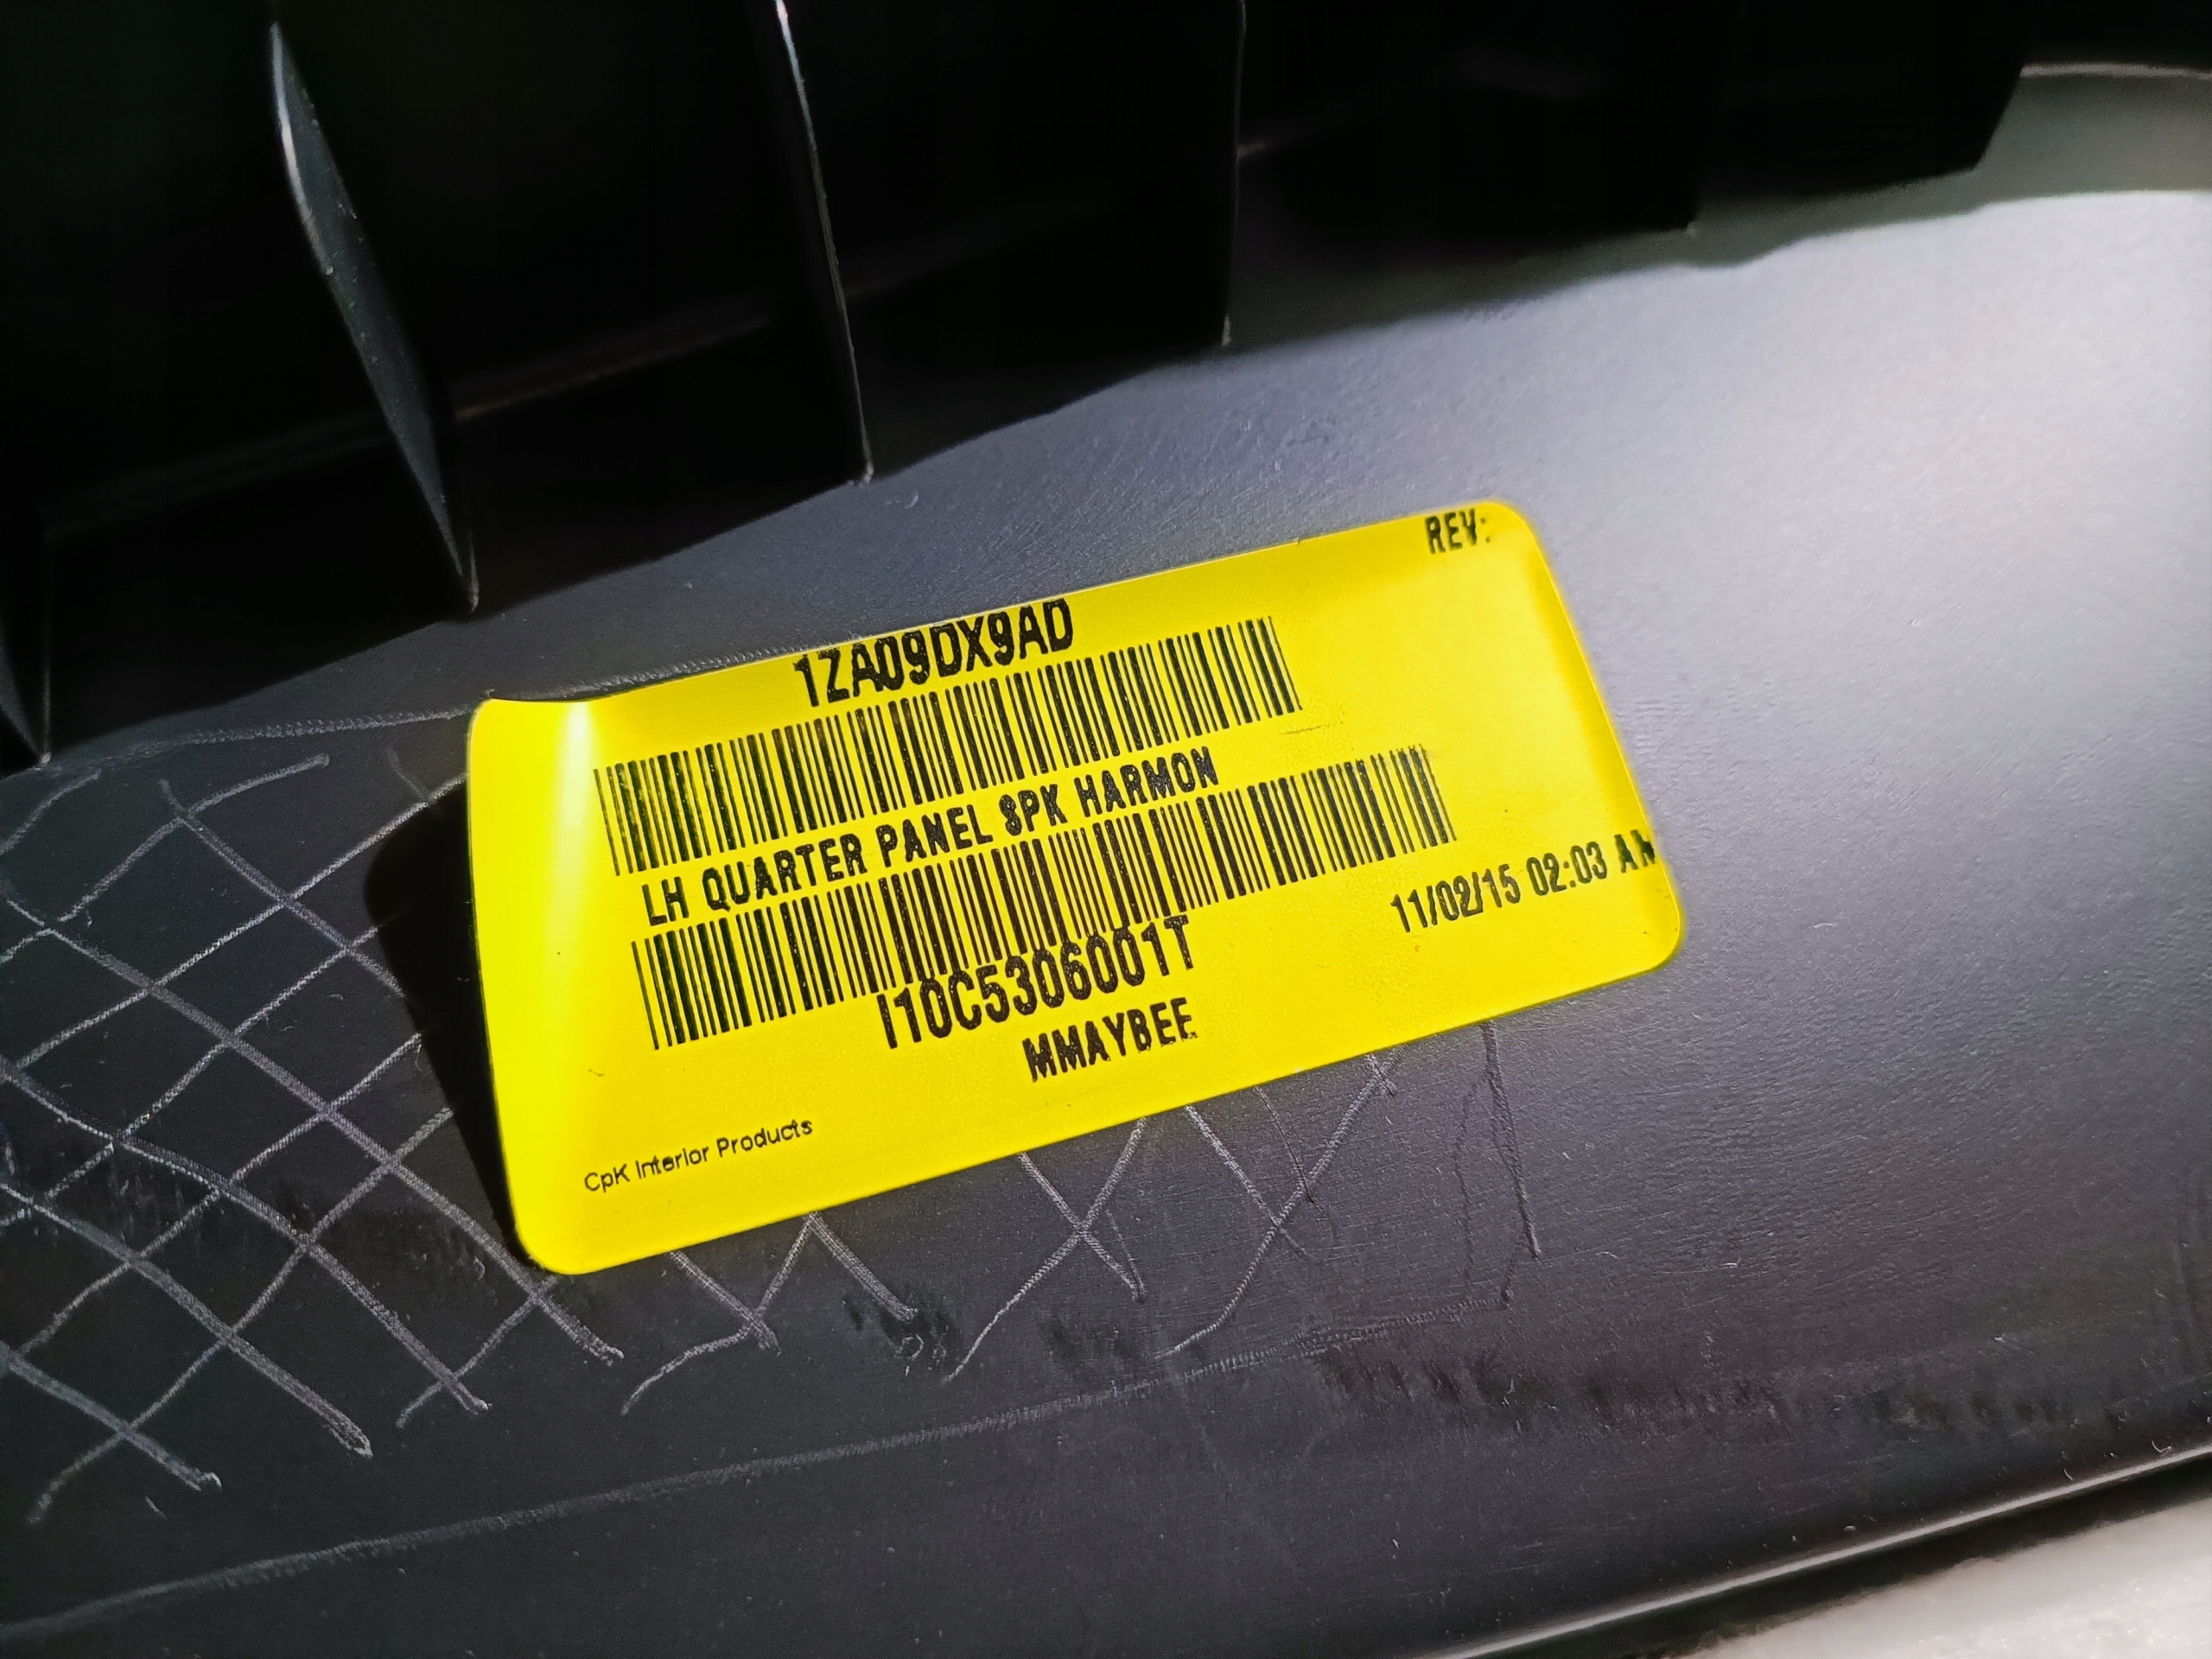 REV:
1ZA09DX9AD
LH QUARTER PANEL SPK HARMON
I10C5306001T
11/02/15 02:03 AM
MMAYBEE
CpK Interior Products